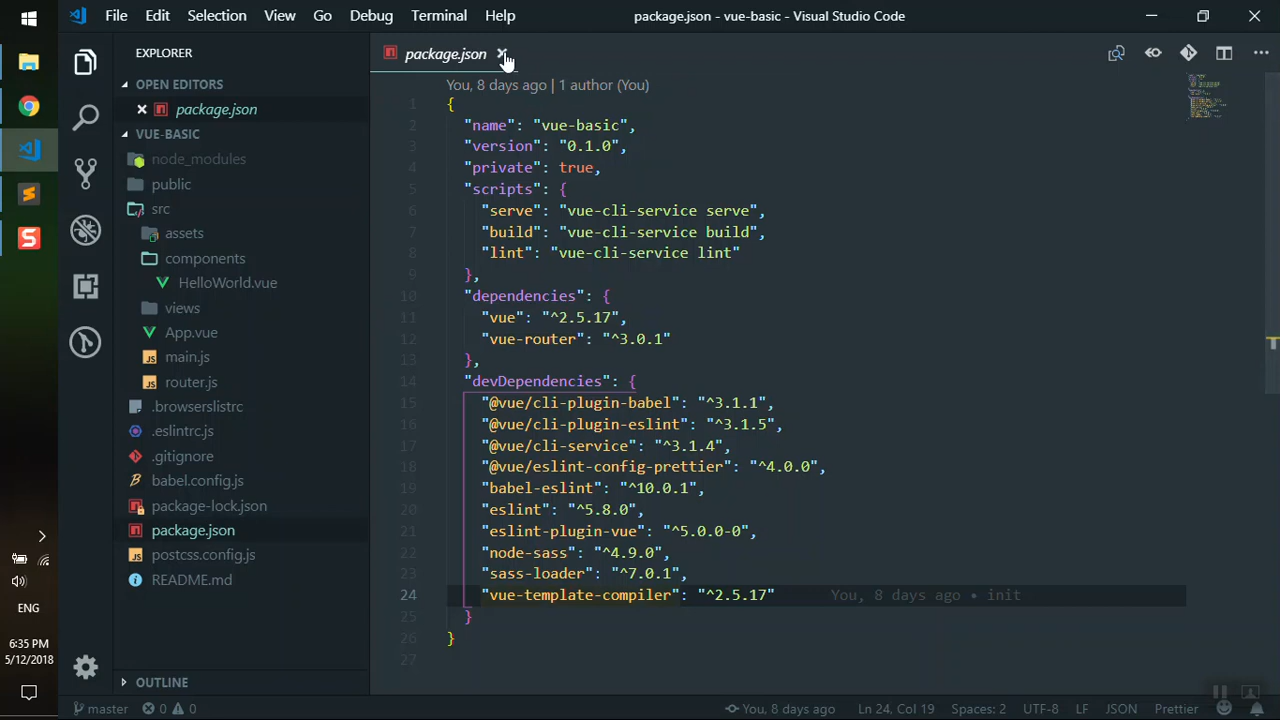 File Edit Selection View Go Debug Terminal Help
package.json - vue-basic - Visual Studio Code
EXPLORER
OPEN EDITORS
package.json
VUE-BASIC
node_modules
public
src
assets
components
HelloWorld.vue
views
App.vue
main.js
router.js
.browserslistrc
.eslintrc.js
.gitignore
babel.config.js
package-lock.json
package.json
postcss.config.js
README.md
OUTLINE
package.json
You, 8 days ago | 1 author (You)
1 {
2 "name": "vue-basic",
3 "version": "0.1.0",
4 "private": true,
5 "scripts": {
6 "serve": "vue-cli-service serve",
7 "build": "vue-cli-service build",
8 "lint": "vue-cli-service lint"
9 },
10 "dependencies": {
11 "vue": "^2.5.17",
12 "vue-router": "^3.0.1"
13 },
14 "devDependencies": {
15 "@vue/cli-plugin-babel": "^3.1.1",
16 "@vue/cli-plugin-eslint": "^3.1.5",
17 "@vue/cli-service": "^3.1.4",
18 "@vue/eslint-config-prettier": "^4.0.0",
19 "babel-eslint": "^10.0.1",
20 "eslint": "^5.8.0",
21 "eslint-plugin-vue": "^5.0.0-0",
22 "node-sass": "^4.9.0",
23 "sass-loader": "^7.0.1",
24 "vue-template-compiler": "^2.5.17" You, 8 days ago • init
25 }
26 }
27
ENG
6:35 PM
5/12/2018
master 0 0 You, 8 days ago Ln 24, Col 19 Spaces: 2 UTF-8 LF JSON Prettier